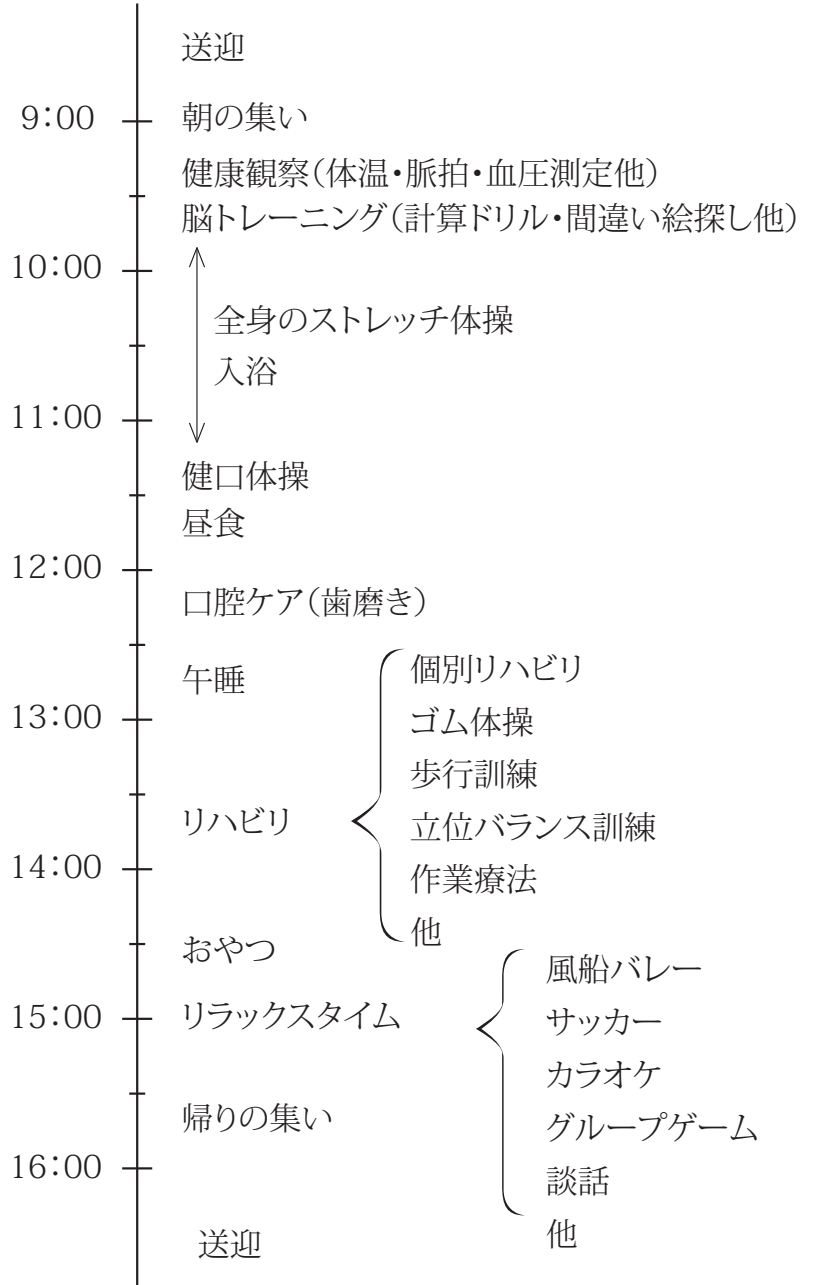 送迎
9:00 朝の集い
健康観察(体温・脈拍・血圧測定他)
脳トレーニング(計算ドリル・間違い絵探し他)
10:00
全身のストレッチ体操
入浴
11:00
健口体操
昼食
12:00
口腔ケア(歯磨き)
午睡
13:00
リハビリ
個別リハビリ
ゴム体操
歩行訓練
立位バランス訓練
作業療法
他
14:00
おやつ
15:00 リラックスタイム
風船バレー
サッカー
カラオケ
グループゲーム
談話
他
帰りの集い
16:00
送迎